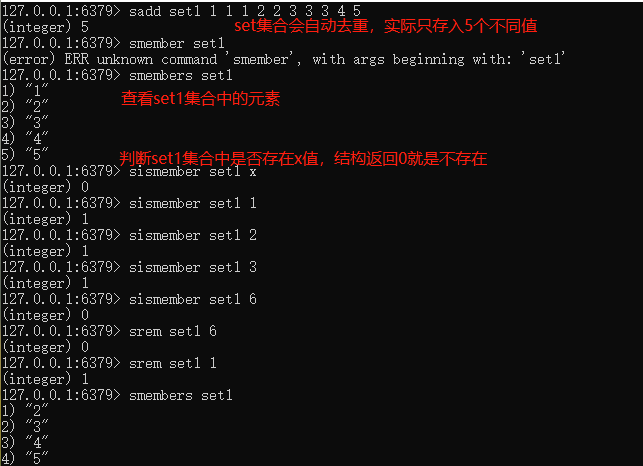 127.0.0.1:6379> sadd set1 1 1 1 2 2 3 3 3 4 5
(integer) 5
set集合会自动去重，实际只存入5个不同值
127.0.0.1:6379> smember set1
(error) ERR unknown command 'smember', with args beginning with: 'set1'
127.0.0.1:6379> smembers set1
1) "1"
查看set1集合中的元素
2) "2"
3) "3"
4) "4"
5) "5"
判断set1集合中是否存在x值，结构返回0就是不存在
127.0.0.1:6379> sismember set1 x
(integer) 0
127.0.0.1:6379> sismember set1 1
(integer) 1
127.0.0.1:6379> sismember set1 2
(integer) 1
127.0.0.1:6379> sismember set1 3
(integer) 1
127.0.0.1:6379> sismember set1 6
(integer) 0
127.0.0.1:6379> srem set1 6
(integer) 0
127.0.0.1:6379> srem set1 1
(integer) 1
127.0.0.1:6379> smembers set1
1) "2"
2) "3"
3) "4"
4) "5"